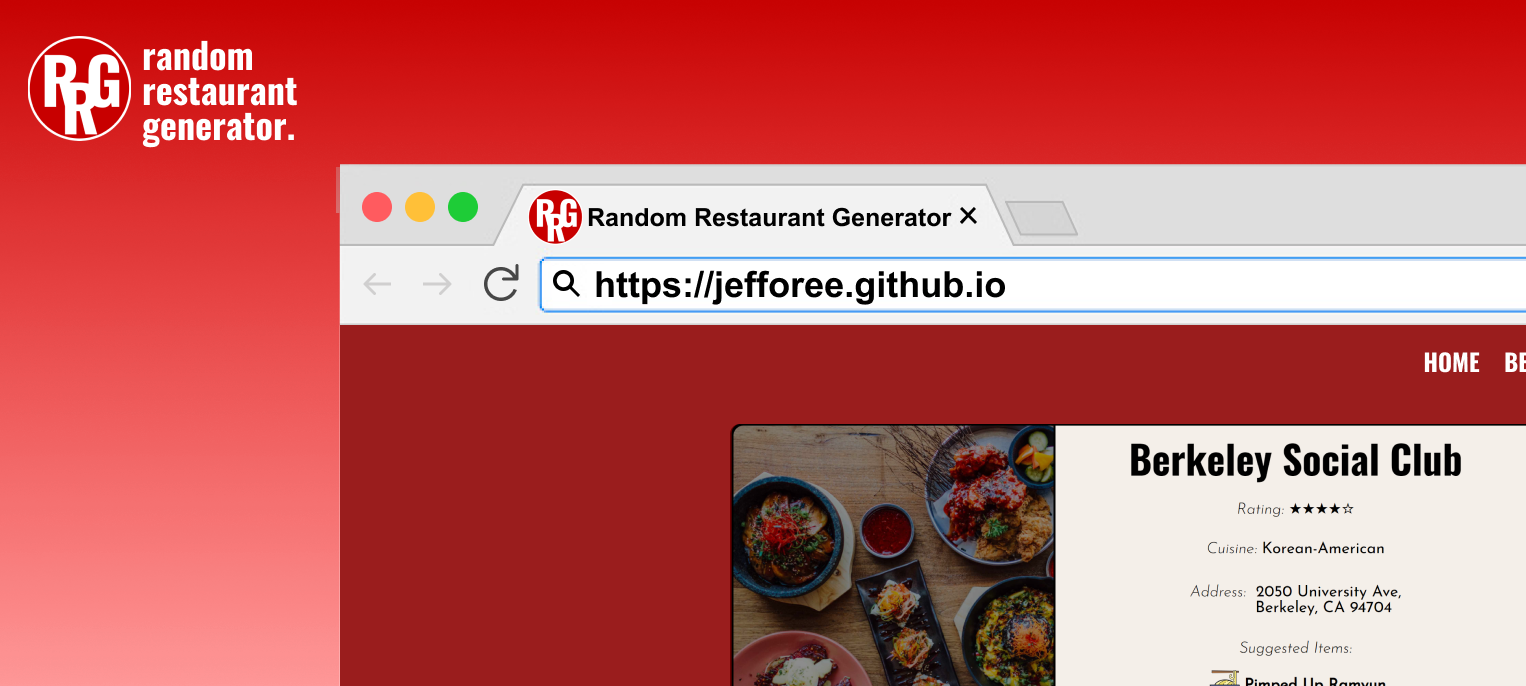 RRG
random
restaurant
generator.
RRG Random Restaurant Generator
https://jefforee.github.io
HOME
Berkeley Social Club
Rating: ★★★★☆
Cuisine: Korean-American
Address: 2050 University Ave,
Berkeley, CA 94704
Suggested Items:
Pimped Up Ramyun